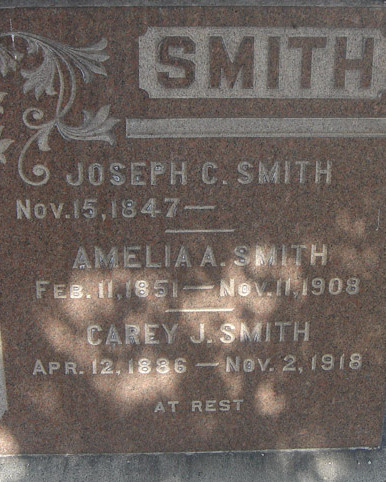 SMITH
JOSEPH C. SMITH
NOV. 15, 1847 —
AMELIA A. SMITH
FEB. 11, 1851 — NOV. 11, 1908
CAREY J. SMITH
APR. 12, 1886 — NOV. 2, 1918
AT REST